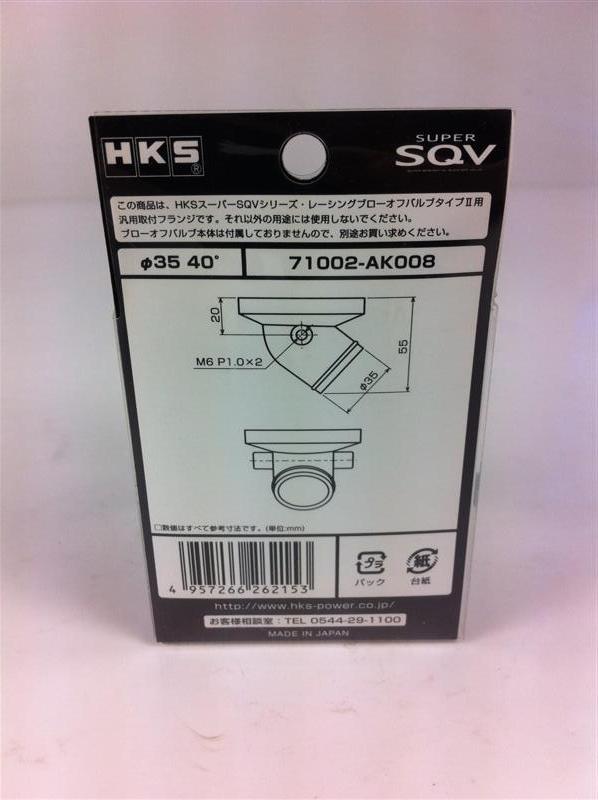 HKS®
SUPER
SQV
この商品は、HKSスーパーSQVシリーズ・レーシングブローオフバルブタイプⅡ用
汎用取付フランジです。それ以外の用途には使用しないでください。
ブローオフバルブ本体は付属しておりませんので、別途お買い求めください。
φ35 40°
71002-AK008
20
M6 P1.0×2
φ35
55
□数値はすべて参考寸法です。(単位:mm)
4 957266 262153
プラ
パック
紙
台紙
http://www.hks-power.co.jp/
お客様相談室:TEL 0544-29-1100
MADE IN JAPAN